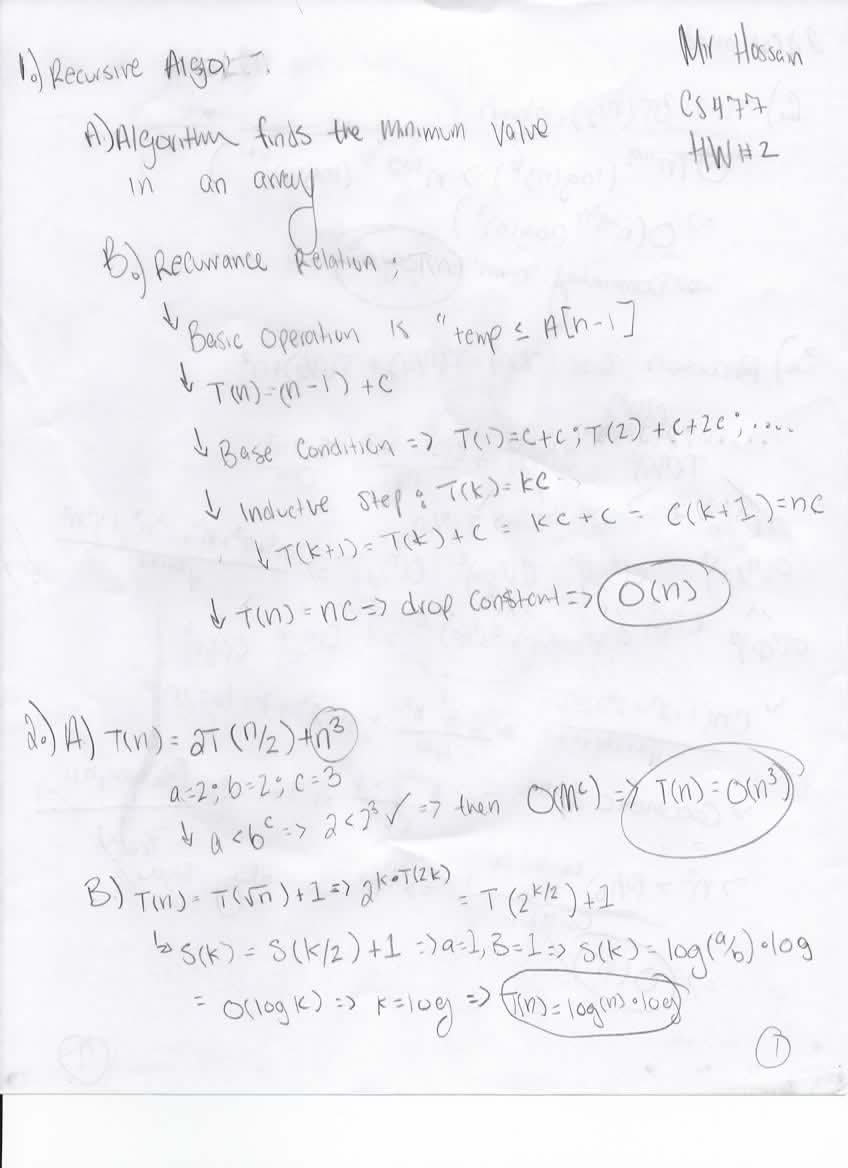 Mir Hossain
CS 477
HW #2
1.) Recursive Algo
A) Algorithm finds the minimum value
in an array
B.) Recurrance Relation;
↓ Basic operation is "temp ≤ A[n-1]
↓ T(n)=(n-1)+C
↓ Base Condition => T(1)=C+C; T(2)+C+2C; ....
↓ Inductive Step: T(k)=kC
↓ T(k+1)=T(k)+C = kC+C = C(k+1)=nC
↓ T(n)=nC => drop constant => O(n)
2.) A) T(n)=2T(n/2)+n³
a=2; b=2; c=3
↓ a<b^c => 2<2³ ✓ => then O(n^c) => T(n)=O(n³)
B) T(n)=T(√n)+1 => 2^k•T(2k) = T(2^k/2)+1
↳ S(k)=S(k/2)+1 => a=1, B=1 => S(k)=log(a/b)•log
= O(log k) => k=log => T(n)=log(n)•log
1